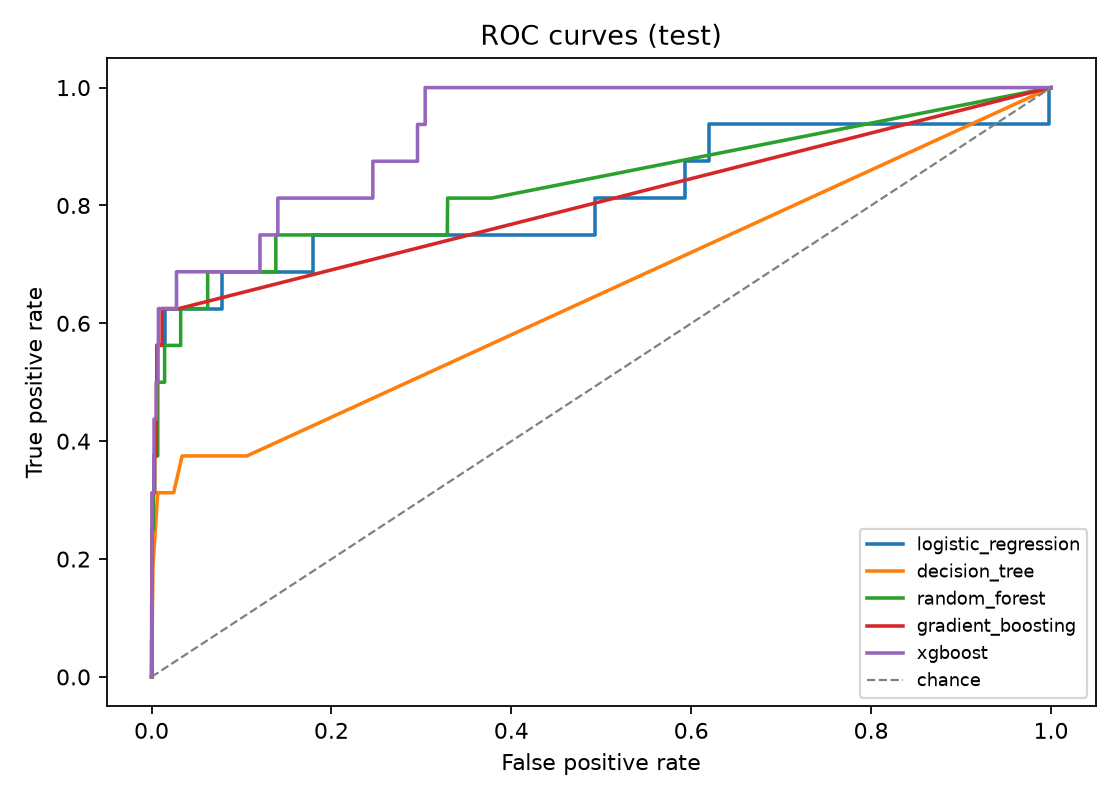 ROC curves (test)
True positive rate
1.0
0.8
0.6
0.4
0.2
0.0
0.0 0.2 0.4 0.6 0.8 1.0
False positive rate
logistic_regression
decision_tree
random_forest
gradient_boosting
xgboost
chance